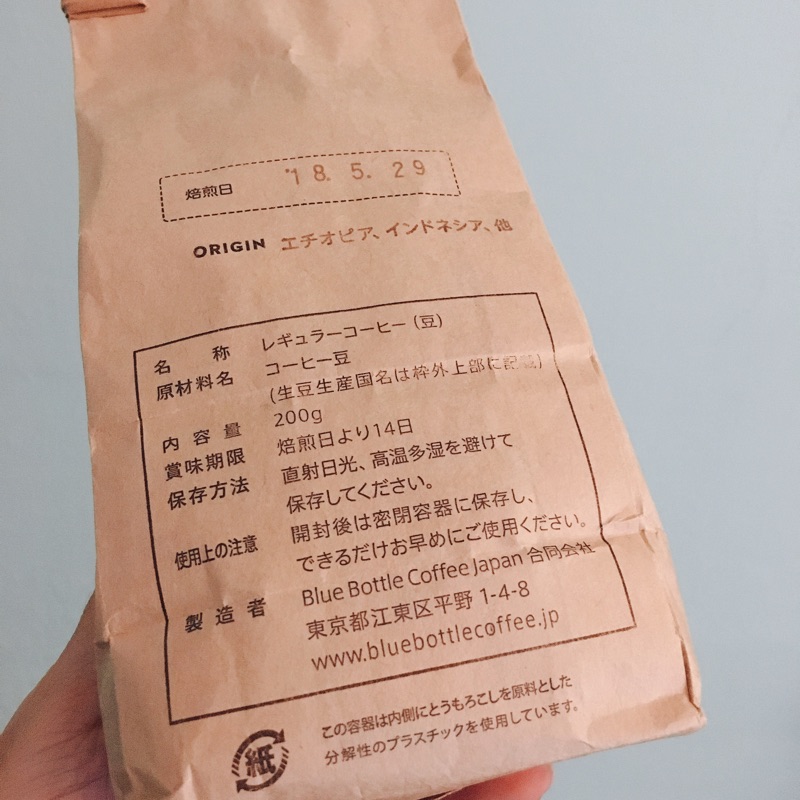 焙煎日 '18. 5. 29
ORIGIN エチオピア、インドネシア、他
名称 レギュラーコーヒー（豆）
原材料名 コーヒー豆
(生豆生産国名は枠外上部に記載)
内容量 200g
賞味期限 焙煎日より14日
保存方法 直射日光、高温多湿を避けて
保存してください。
使用上の注意 開封後は密閉容器に保存し、
できるだけお早めにご使用ください。
製造者 Blue Bottle Coffee Japan 合同会社
東京都江東区平野 1-4-8
www.bluebottlecoffee.jp
紙
この容器は内側にとうもろこしを原料とした
分解性のプラスチックを使用しています。